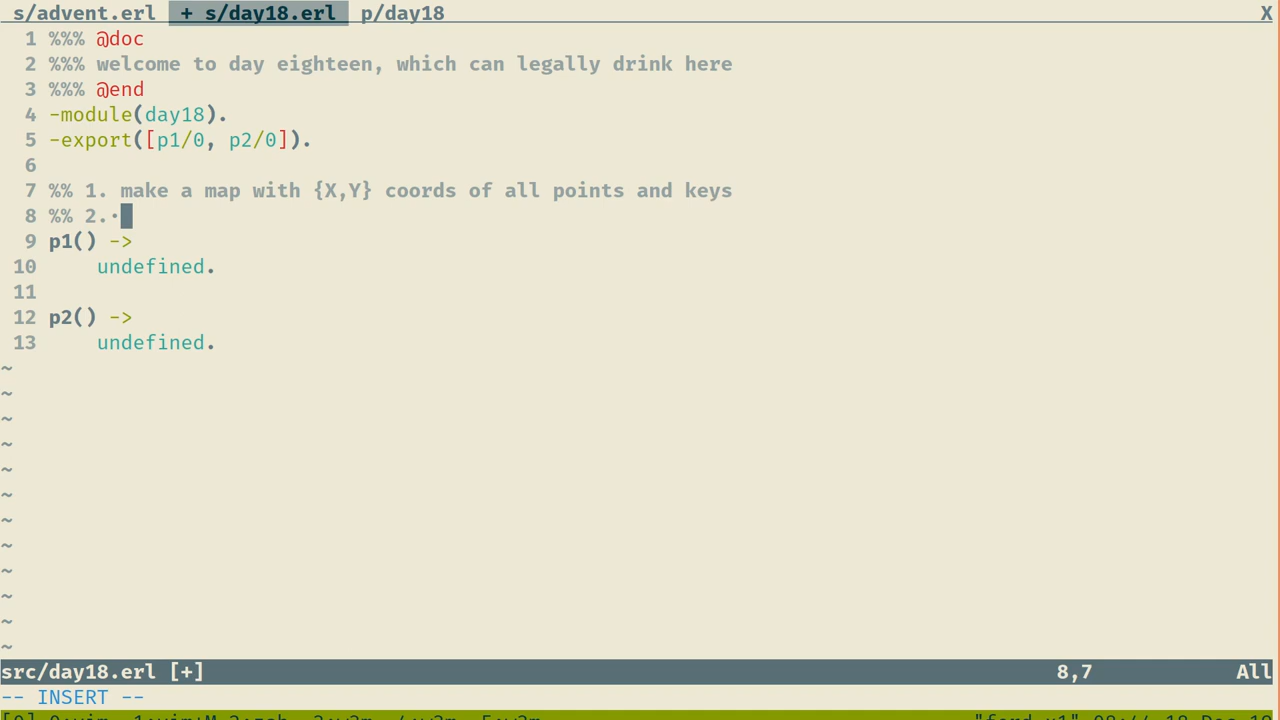 s/advent.erl + s/day18.erl p/day18 X
1 %%% @doc
2 %%% welcome to day eighteen, which can legally drink here
3 %%% @end
4 -module(day18).
5 -export([p1/0, p2/0]).
6
7 %% 1. make a map with {X,Y} coords of all points and keys
8 %% 2.·
9 p1() ->
10 undefined.
11
12 p2() ->
13 undefined.
~
~
~
~
~
~
~
~
~
~
~
~
src/day18.erl [+] 8,7 All
-- INSERT --